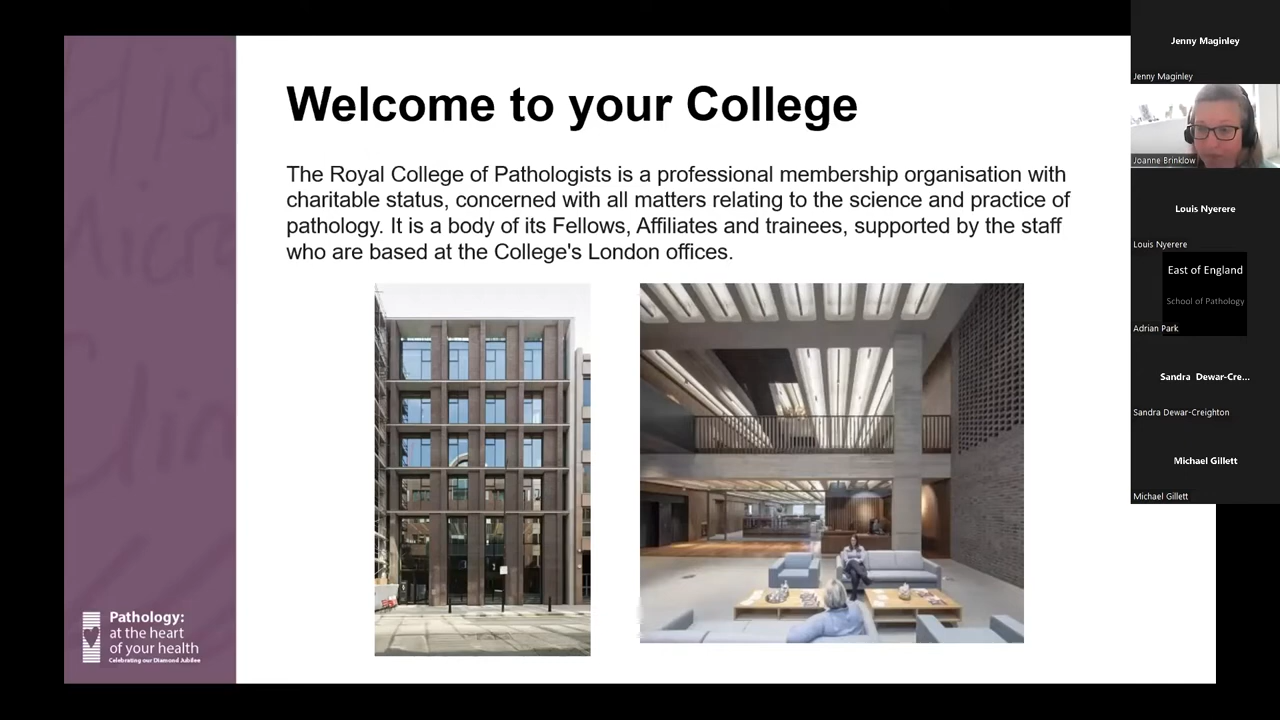 Welcome to your College
The Royal College of Pathologists is a professional membership organisation with
charitable status, concerned with all matters relating to the science and practice of
pathology. It is a body of its Fellows, Affiliates and trainees, supported by the staff
who are based at the College's London offices.
Pathology:
at the heart
of your health
Celebrating our Diamond Jubilee
Jenny Maginley
Jenny Maginley
Joanne Brinklow
Louis Nyerere
Louis Nyerere
East of England
School of Pathology
Adrian Park
Sandra Dewar-Cre...
Sandra Dewar-Creighton
Michael Gillett
Michael Gillett